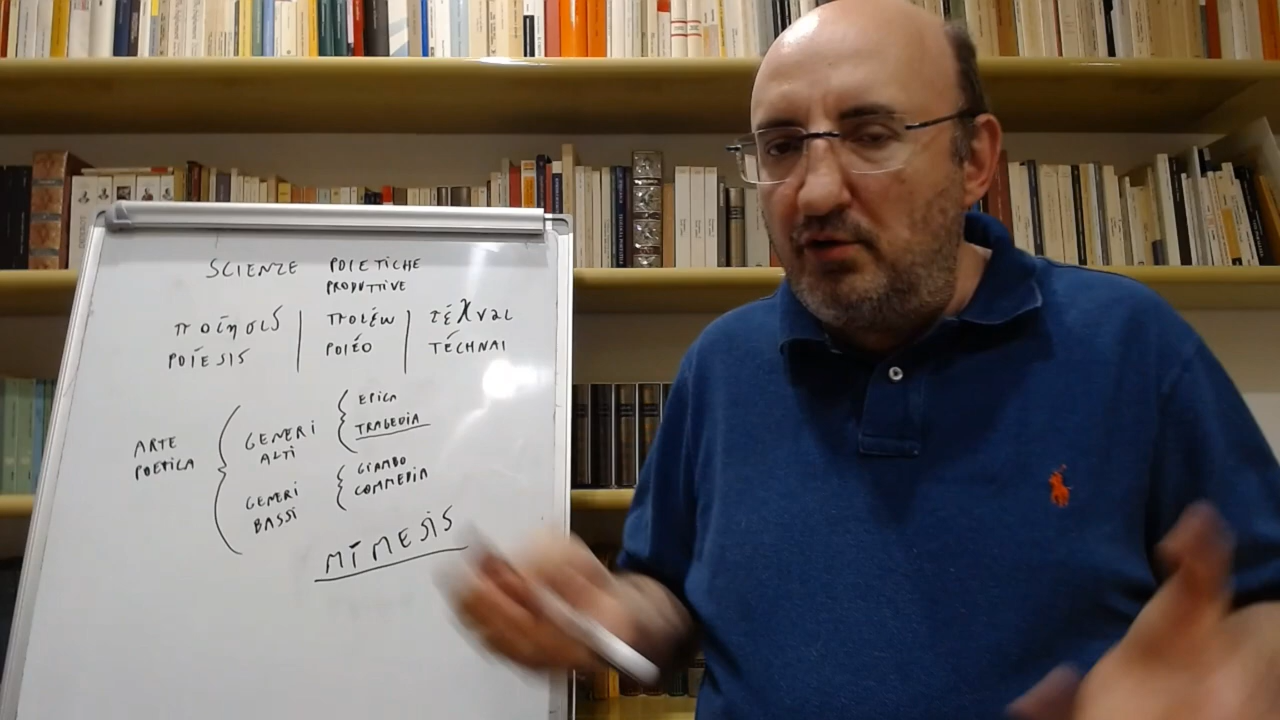 SCIENZE POIETICHE
PRODUTTIVE
ποίησις | ποιέω | τέχναι
POÍESIS | POIÉO | TÉCHNAI
ARTE
POETICA
GENERI
ALTI
EPICA
TRAGEDIA
GENERI
BASSI
GIAMBO
COMMEDIA
MÍMESIS